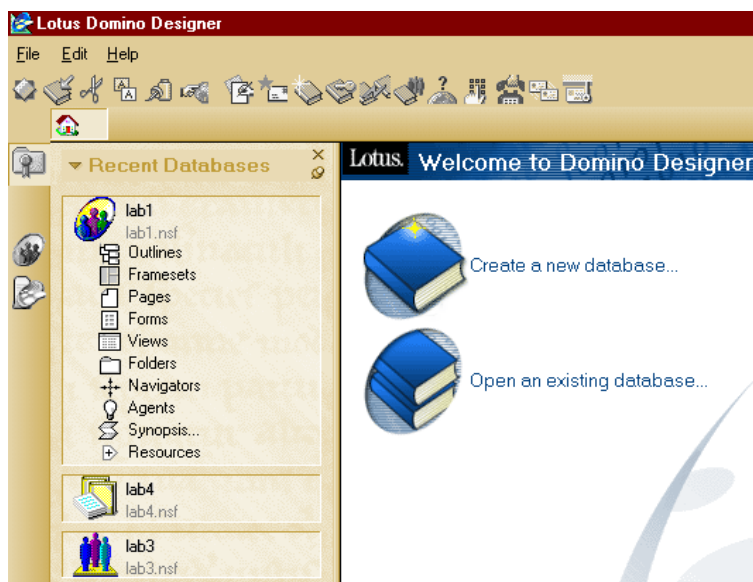 Lotus Domino Designer
File Edit Help
Recent Databases
lab1
lab1.nsf
Outlines
Framesets
Pages
Forms
Views
Folders
Navigators
Agents
Synopsis...
Resources
lab4
lab4.nsf
lab3
lab3.nsf
Lotus. Welcome to Domino Designer
Create a new database...
Open an existing database...